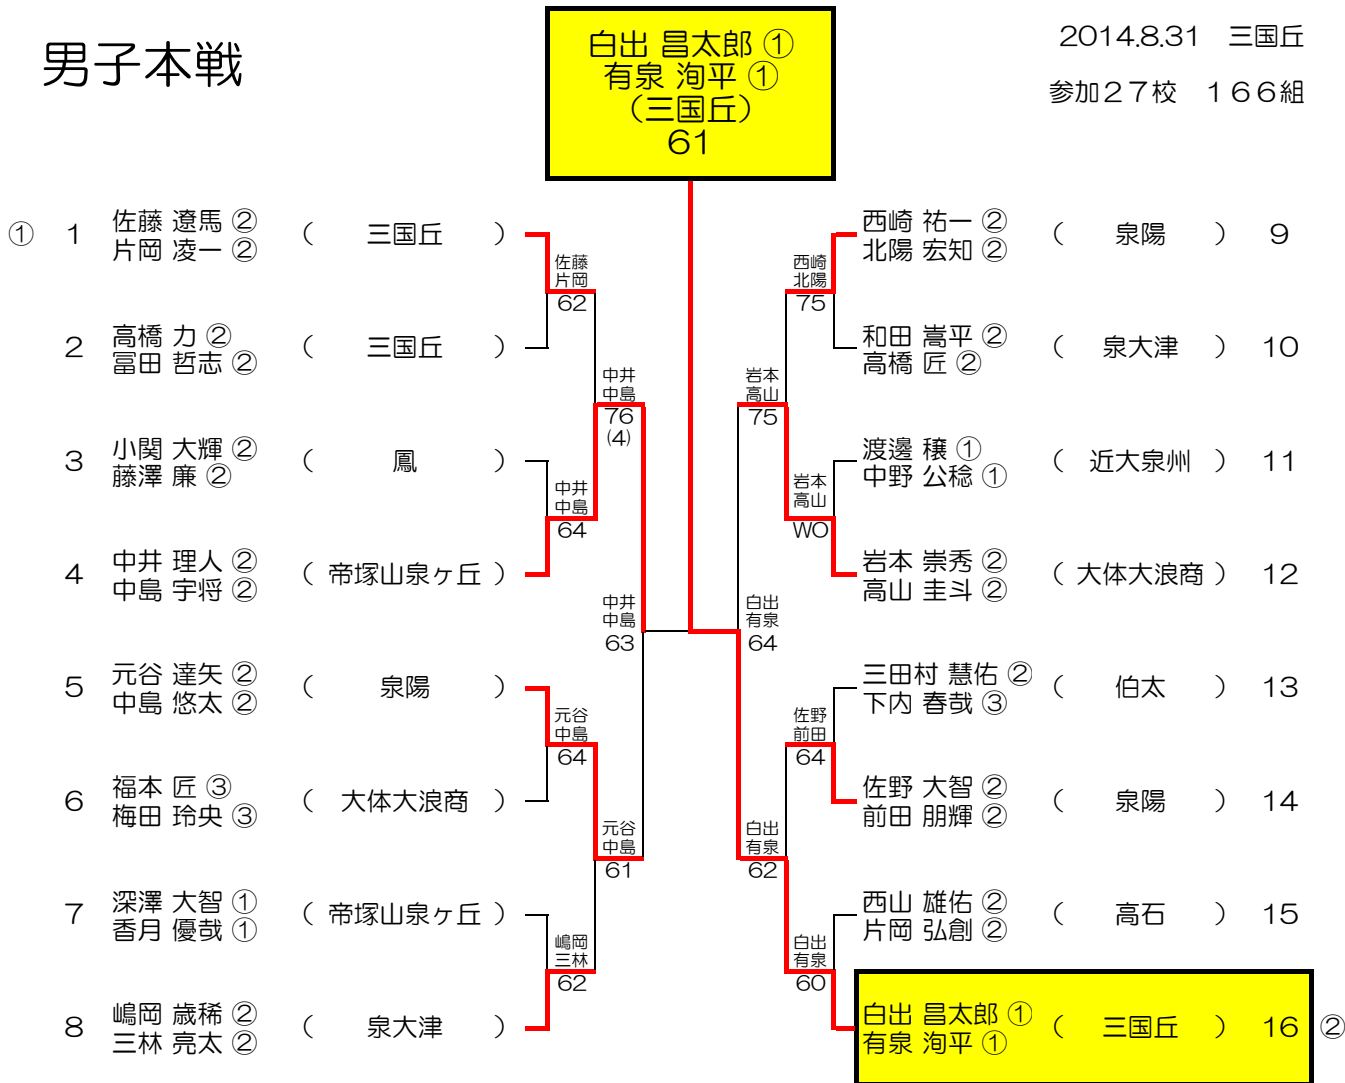 男子本戦
白出 昌太郎 ①
有泉 洵平 ①
（三国丘）
61
2014.8.31 三国丘
参加２７校 １６６組
① 1 佐藤 遼馬 ② （ 三国丘 ）
片岡 凌一 ②
2 高橋 力 ② （ 三国丘 ）
冨田 哲志 ②
3 小関 大輝 ② （ 鳳 ）
藤澤 廉 ②
4 中井 理人 ② （ 帝塚山泉ヶ丘 ）
中島 宇将 ②
5 元谷 達矢 ② （ 泉陽 ）
中島 悠太 ②
6 福本 匠 ③ （ 大体大浪商 ）
梅田 玲央 ③
7 深澤 大智 ① （ 帝塚山泉ヶ丘 ）
香月 優哉 ①
8 嶋岡 歳稀 ② （ 泉大津 ）
三林 亮太 ②
佐藤
片岡
62
中井
中島
64
元谷
中島
64
嶋岡
三林
62
中井
中島
76
(4)
元谷
中島
61
中井
中島
63
西崎
北陽
75
岩本
高山
WO
佐野
前田
64
白出
有泉
60
岩本
高山
75
白出
有泉
62
白出
有泉
64
西崎 祐一 ② （ 泉陽 ） 9
北陽 宏知 ②
和田 嵩平 ② （ 泉大津 ） 10
高橋 匠 ②
渡邊 穣 ① （ 近大泉州 ） 11
中野 公稔 ①
岩本 崇秀 ② （ 大体大浪商 ） 12
高山 圭斗 ②
三田村 慧佑 ② （ 伯太 ） 13
下内 春哉 ③
佐野 大智 ② （ 泉陽 ） 14
前田 朋輝 ②
西山 雄佑 ② （ 高石 ） 15
片岡 弘創 ②
白出 昌太郎 ① （ 三国丘 ） 16 ②
有泉 洵平 ①